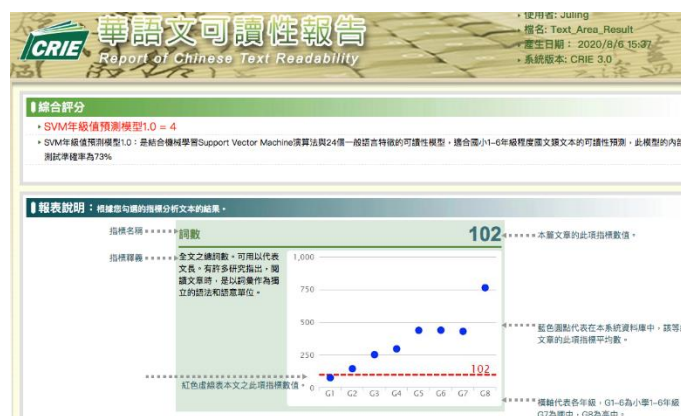 CRIE
華語文可讀性報告
Report of Chinese Text Readability
使用者: Juling
檔名: Text_Area_Result
產生日期： 2020/8/6 15:37
系統版本: CRIE 3.0
綜合評分
SVM年級值預測模型1.0 = 4
SVM年級值預測模型1.0：是結合機械學習Support Vector Machine演算法與24個一般語言特徵的可讀性模型，適合國小1–6年級程度國文類文本的可讀性預測，此模型的內部
測試準確率為73%
報表說明：根據您勾選的指標分析文本的結果。
指標名稱
詞數
102
本篇文章的此項指標數值。
指標釋義
全文之總詞數。可用以代表
文長。有許多研究指出，閱
讀文章時，是以詞彙作為獨
立的語法和語意單位。
1,000
750
500
250
0
102
G1 G2 G3 G4 G5 G6 G7 G8
藍色圓點代表在本系統資料庫中，該等
文章的此項指標平均數。
紅色虛線表本文之此項指標數值。
橫軸代表各年級，G1–6為小學1–6年級
G7為國中，G8為高中。